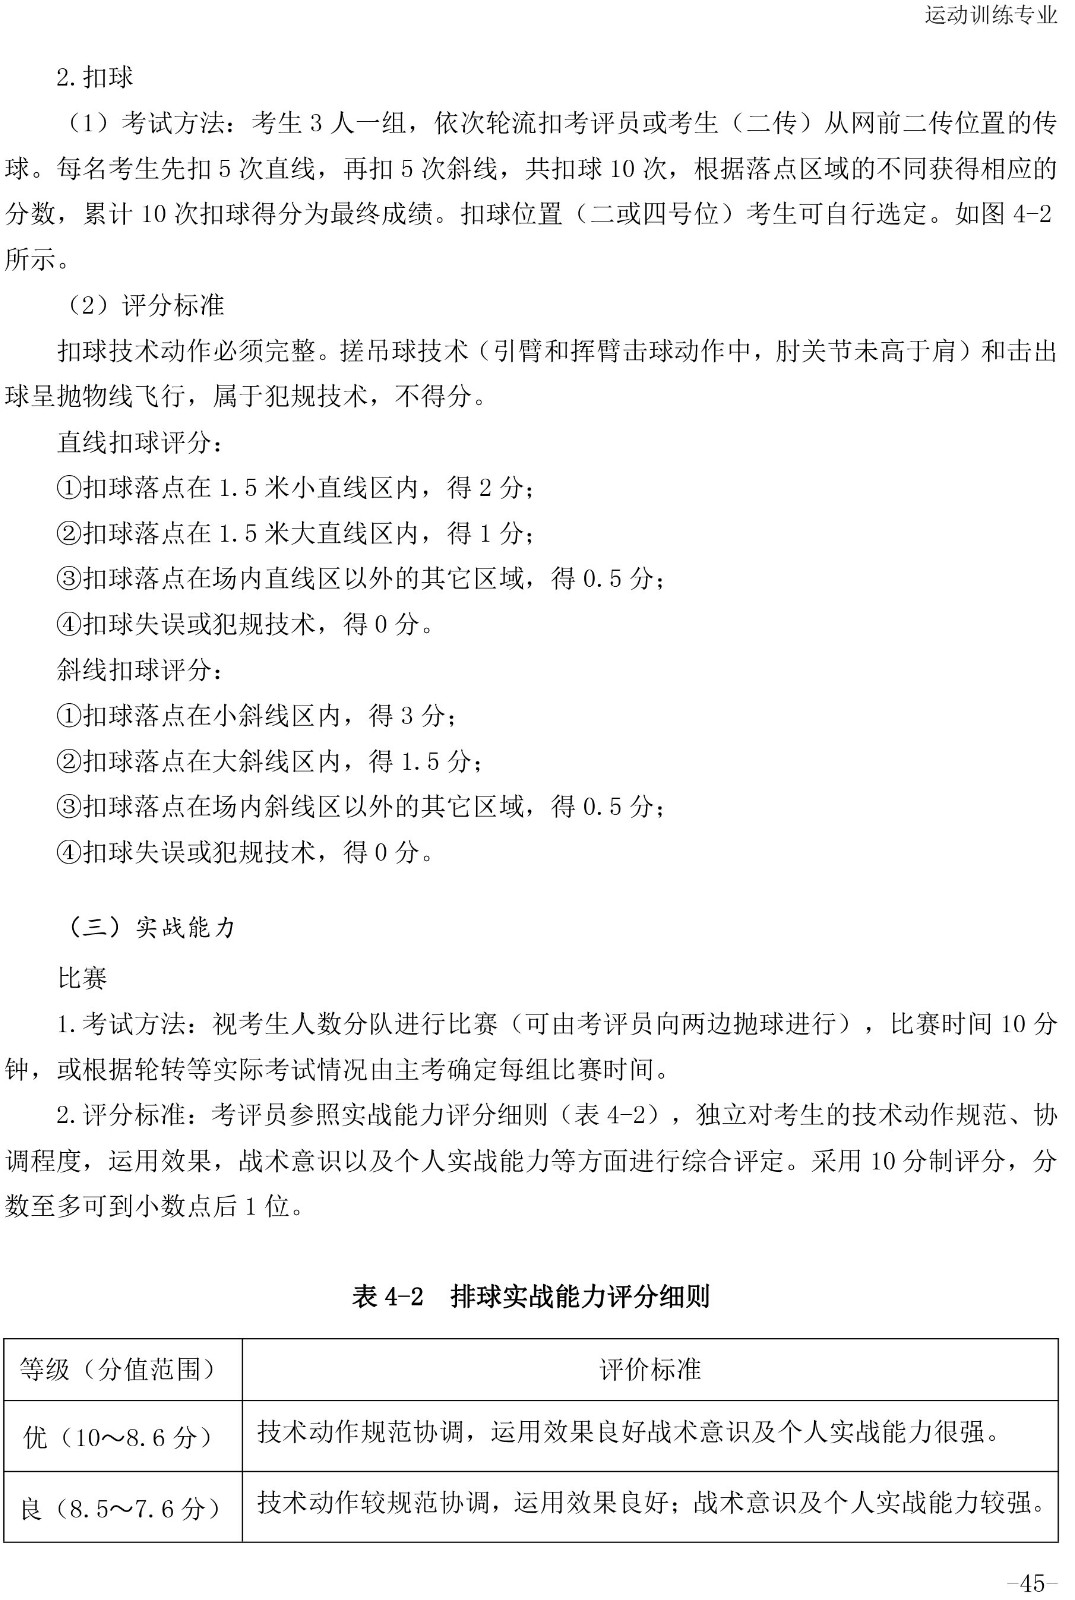 运动训练专业
2.扣球
（1）考试方法：考生 3 人一组，依次轮流扣考评员或考生（二传）从网前二传位置的传
球。每名考生先扣 5 次直线，再扣 5 次斜线，共扣球 10 次，根据落点区域的不同获得相应的
分数，累计 10 次扣球得分为最终成绩。扣球位置（二或四号位）考生可自行选定。如图 4-2
所示。
（2）评分标准
扣球技术动作必须完整。搓吊球技术（引臂和挥臂击球动作中，肘关节未高于肩）和击出
球呈抛物线飞行，属于犯规技术，不得分。
直线扣球评分：
①扣球落点在 1.5 米小直线区内，得 2 分；
②扣球落点在 1.5 米大直线区内，得 1 分；
③扣球落点在场内直线区以外的其它区域，得 0.5 分；
④扣球失误或犯规技术，得 0 分。
斜线扣球评分：
①扣球落点在小斜线区内，得 3 分；
②扣球落点在大斜线区内，得 1.5 分；
③扣球落点在场内斜线区以外的其它区域，得 0.5 分；
④扣球失误或犯规技术，得 0 分。
（三）实战能力
比赛
1.考试方法：视考生人数分队进行比赛（可由考评员向两边抛球进行），比赛时间 10 分
钟，或根据轮转等实际考试情况由主考确定每组比赛时间。
2.评分标准：考评员参照实战能力评分细则（表 4-2），独立对考生的技术动作规范、协
调程度，运用效果，战术意识以及个人实战能力等方面进行综合评定。采用 10 分制评分，分
数至多可到小数点后 1 位。
表 4-2 排球实战能力评分细则
等级（分值范围） 评价标准
优（10～8.6 分） 技术动作规范协调，运用效果良好战术意识及个人实战能力很强。
良（8.5～7.6 分） 技术动作较规范协调，运用效果良好；战术意识及个人实战能力较强。
-45-